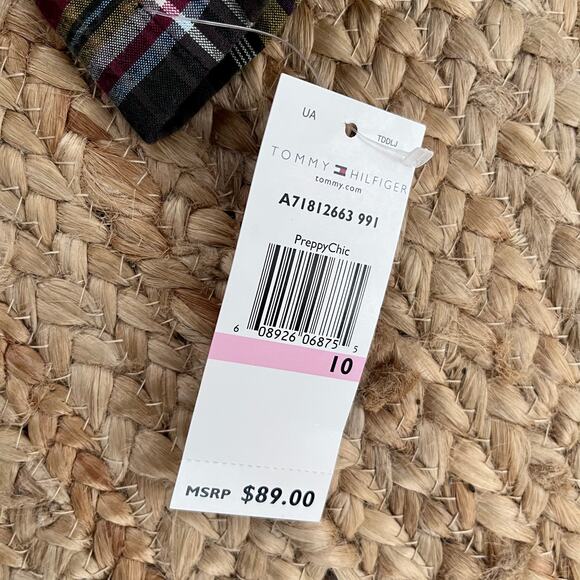 UA
TDDLJ
TOMMY HILFIGER
tommy.com
A71812663 991
PreppyChic
6 08926 06875 5
10
MSRP $89.00